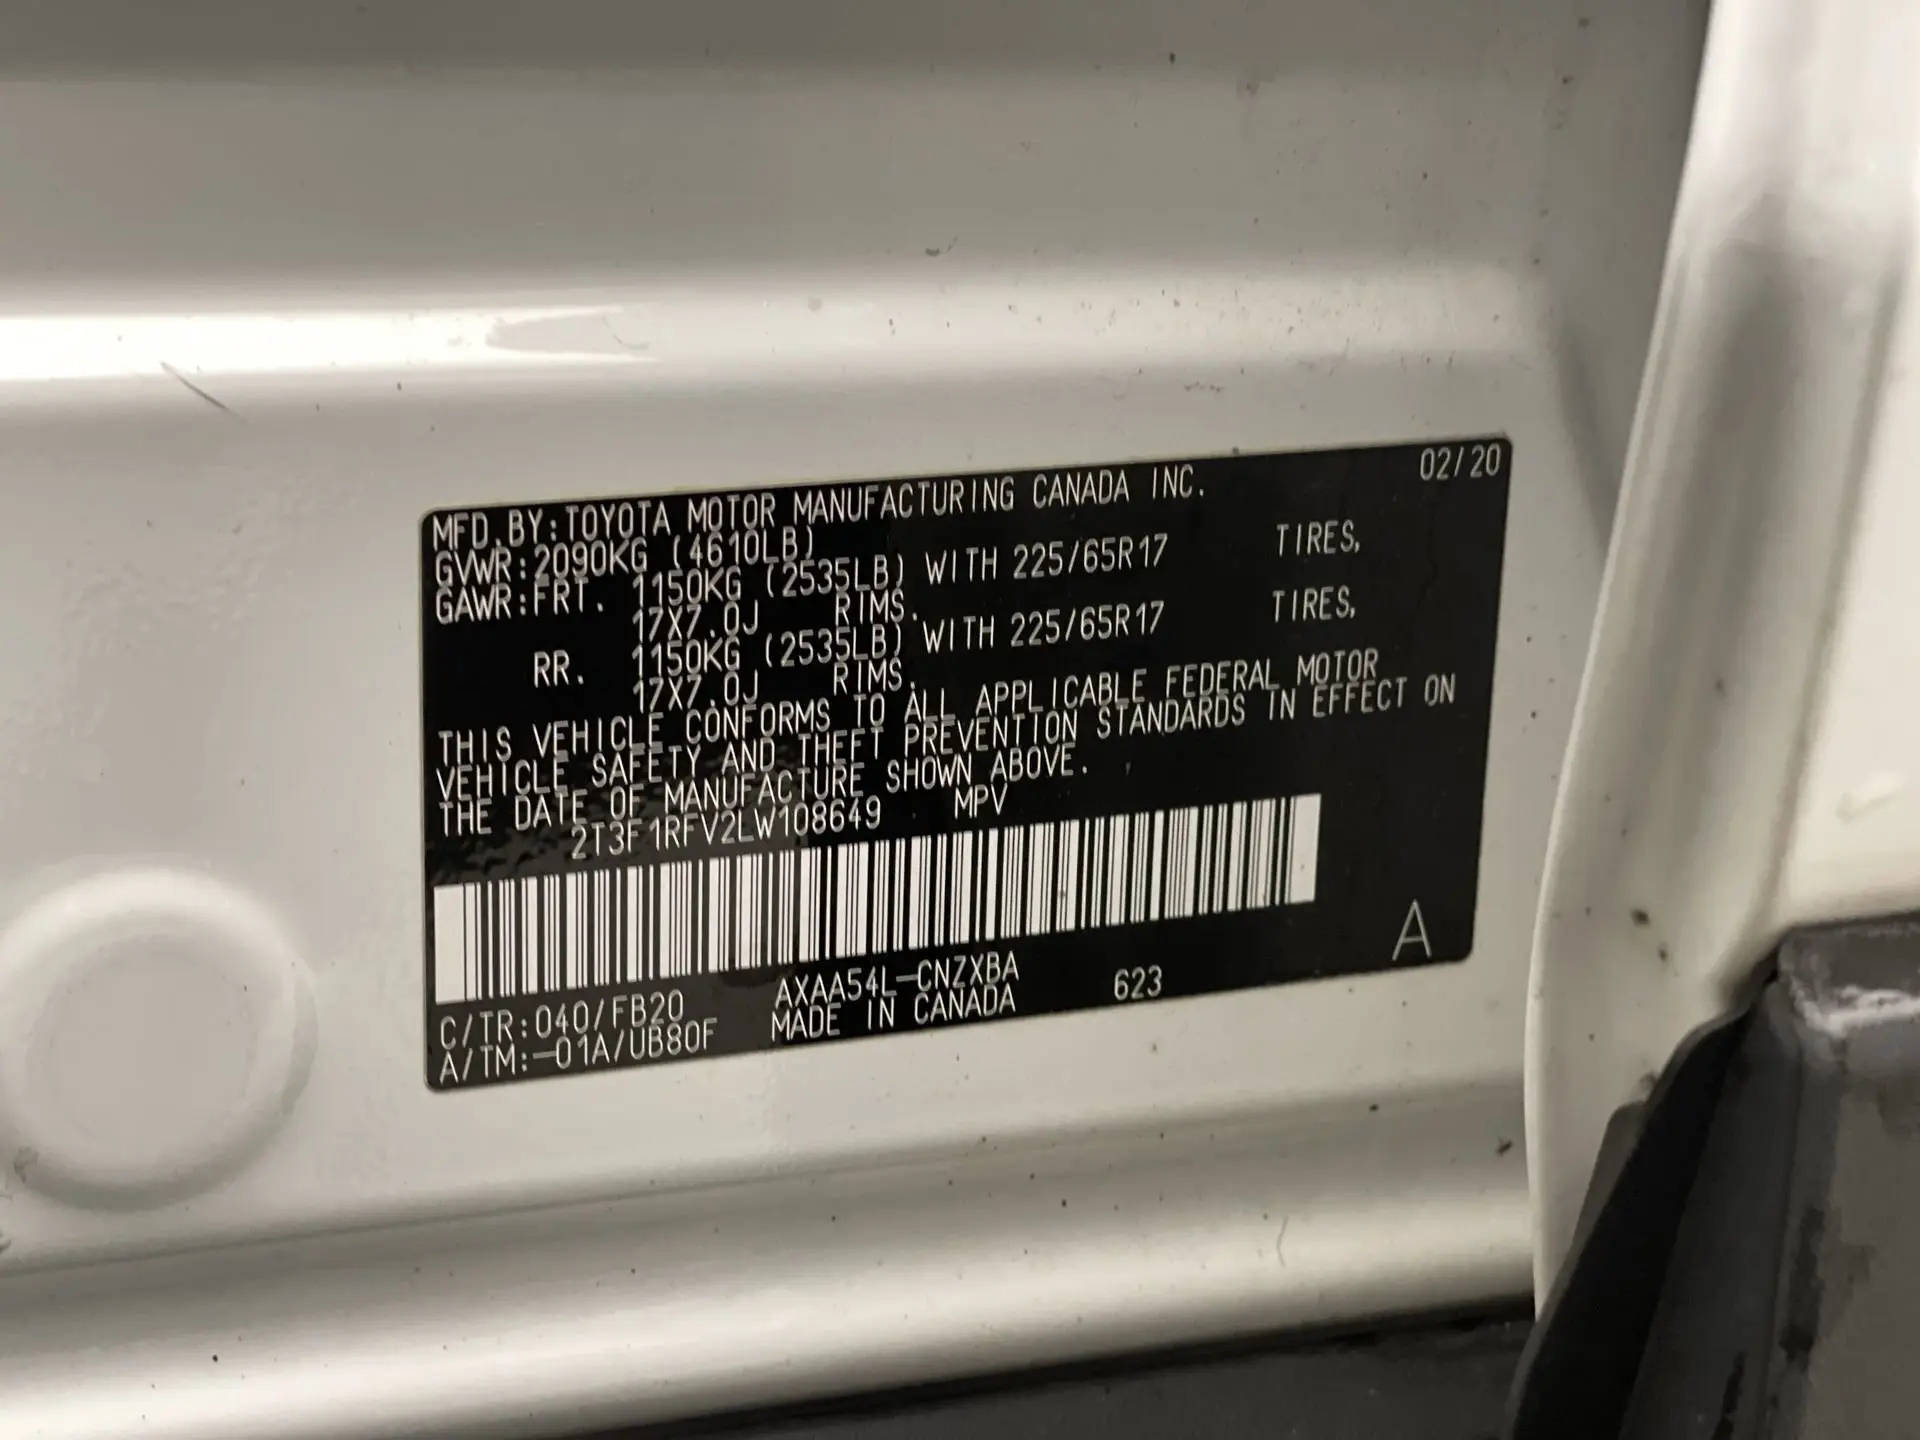 MFD.BY:TOYOTA MOTOR MANUFACTURING CANADA INC. 02/20
GVWR:2090KG (4610LB)
GAWR:FRT. 1150KG (2535LB) WITH 225/65R17 TIRES,
17X7.0J RIMS.
RR. 1150KG (2535LB) WITH 225/65R17 TIRES,
17X7.0J RIMS.
THIS VEHICLE CONFORMS TO ALL APPLICABLE FEDERAL MOTOR
VEHICLE SAFETY AND THEFT PREVENTION STANDARDS IN EFFECT ON
THE DATE OF MANUFACTURE SHOWN ABOVE.
2T3F1RFV2LW108649 MPV
A
C/TR:040/FB20 AXAA54L-CNZXBA 623
A/TM:-01A/UB80F MADE IN CANADA